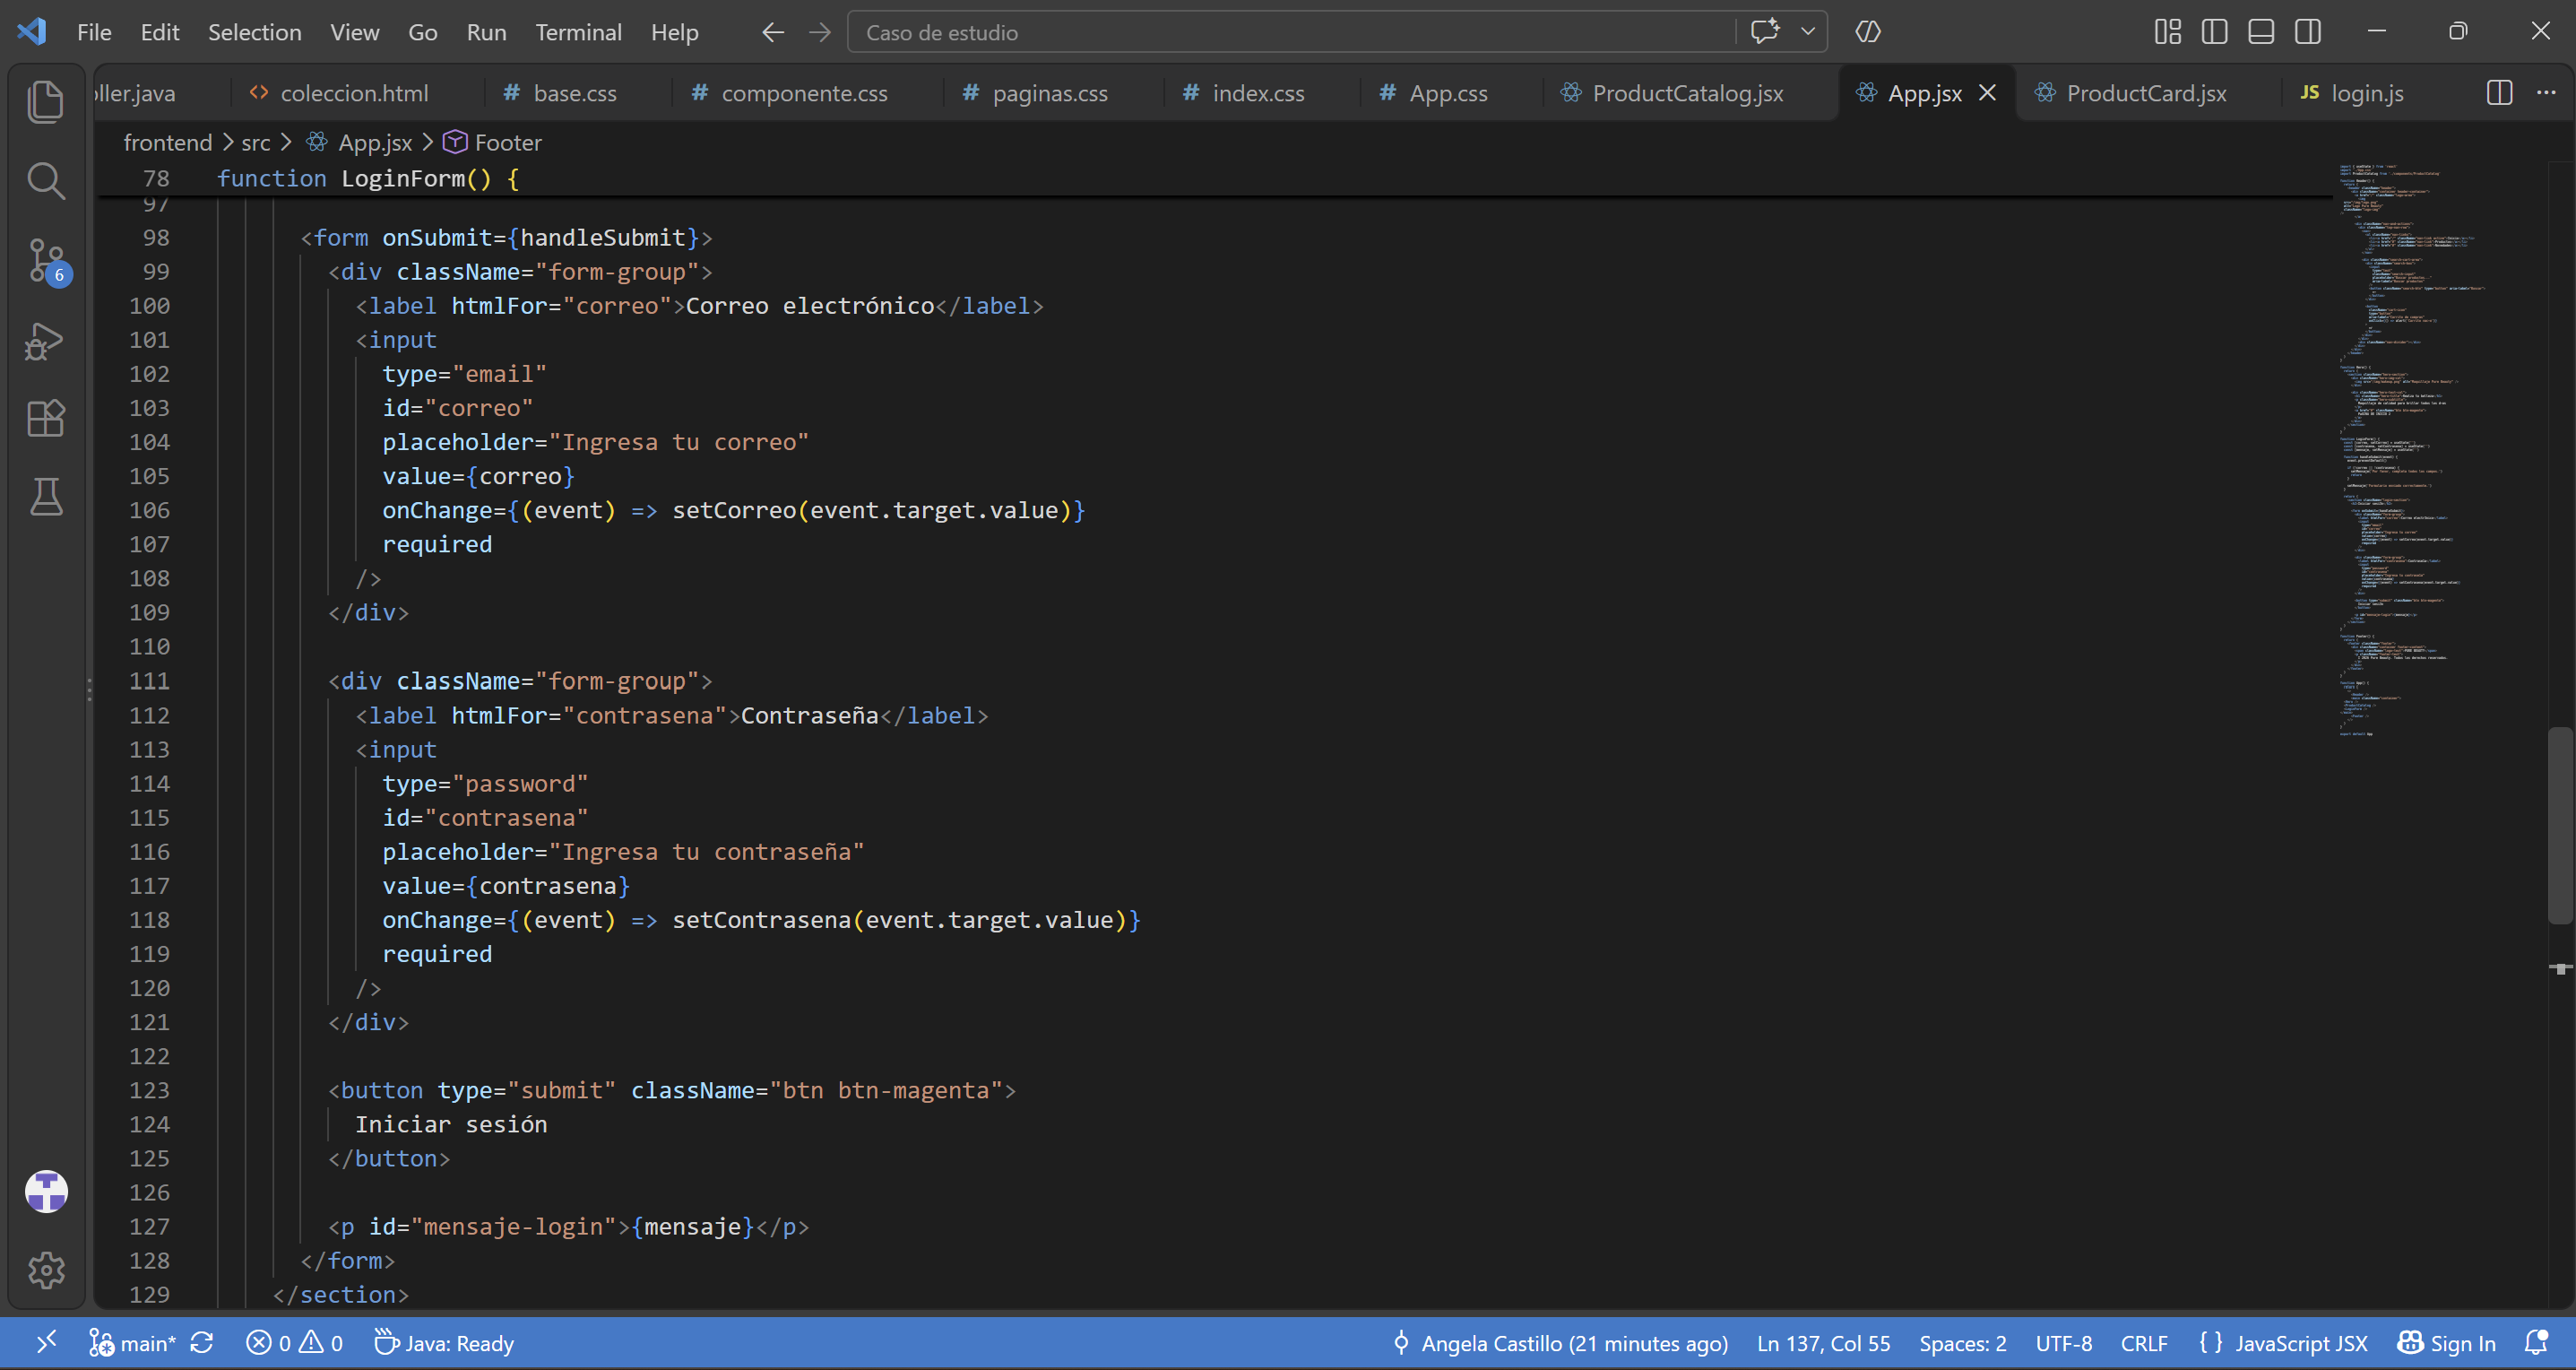 File Edit Selection View Go Run Terminal Help Caso de estudio
ller.java coleccion.html base.css componente.css paginas.css index.css App.css ProductCatalog.jsx App.jsx ProductCard.jsx JS login.js
frontend > src > App.jsx > Footer
78 function LoginForm() {
97
98 <form onSubmit={handleSubmit}>
99 <div className="form-group">
100 <label htmlFor="correo">Correo electrónico</label>
101 <input
102 type="email"
103 id="correo"
104 placeholder="Ingresa tu correo"
105 value={correo}
106 onChange={(event) => setCorreo(event.target.value)}
107 required
108 />
109 </div>
110
111 <div className="form-group">
112 <label htmlFor="contrasena">Contraseña</label>
113 <input
114 type="password"
115 id="contrasena"
116 placeholder="Ingresa tu contraseña"
117 value={contrasena}
118 onChange={(event) => setContrasena(event.target.value)}
119 required
120 />
121 </div>
122
123 <button type="submit" className="btn btn-magenta">
124 Iniciar sesión
125 </button>
126
127 <p id="mensaje-login">{mensaje}</p>
128 </form>
129 </section>
6
main* 0 0 Java: Ready Angela Castillo (21 minutes ago) Ln 137, Col 55 Spaces: 2 UTF-8 CRLF { } JavaScript JSX Sign In